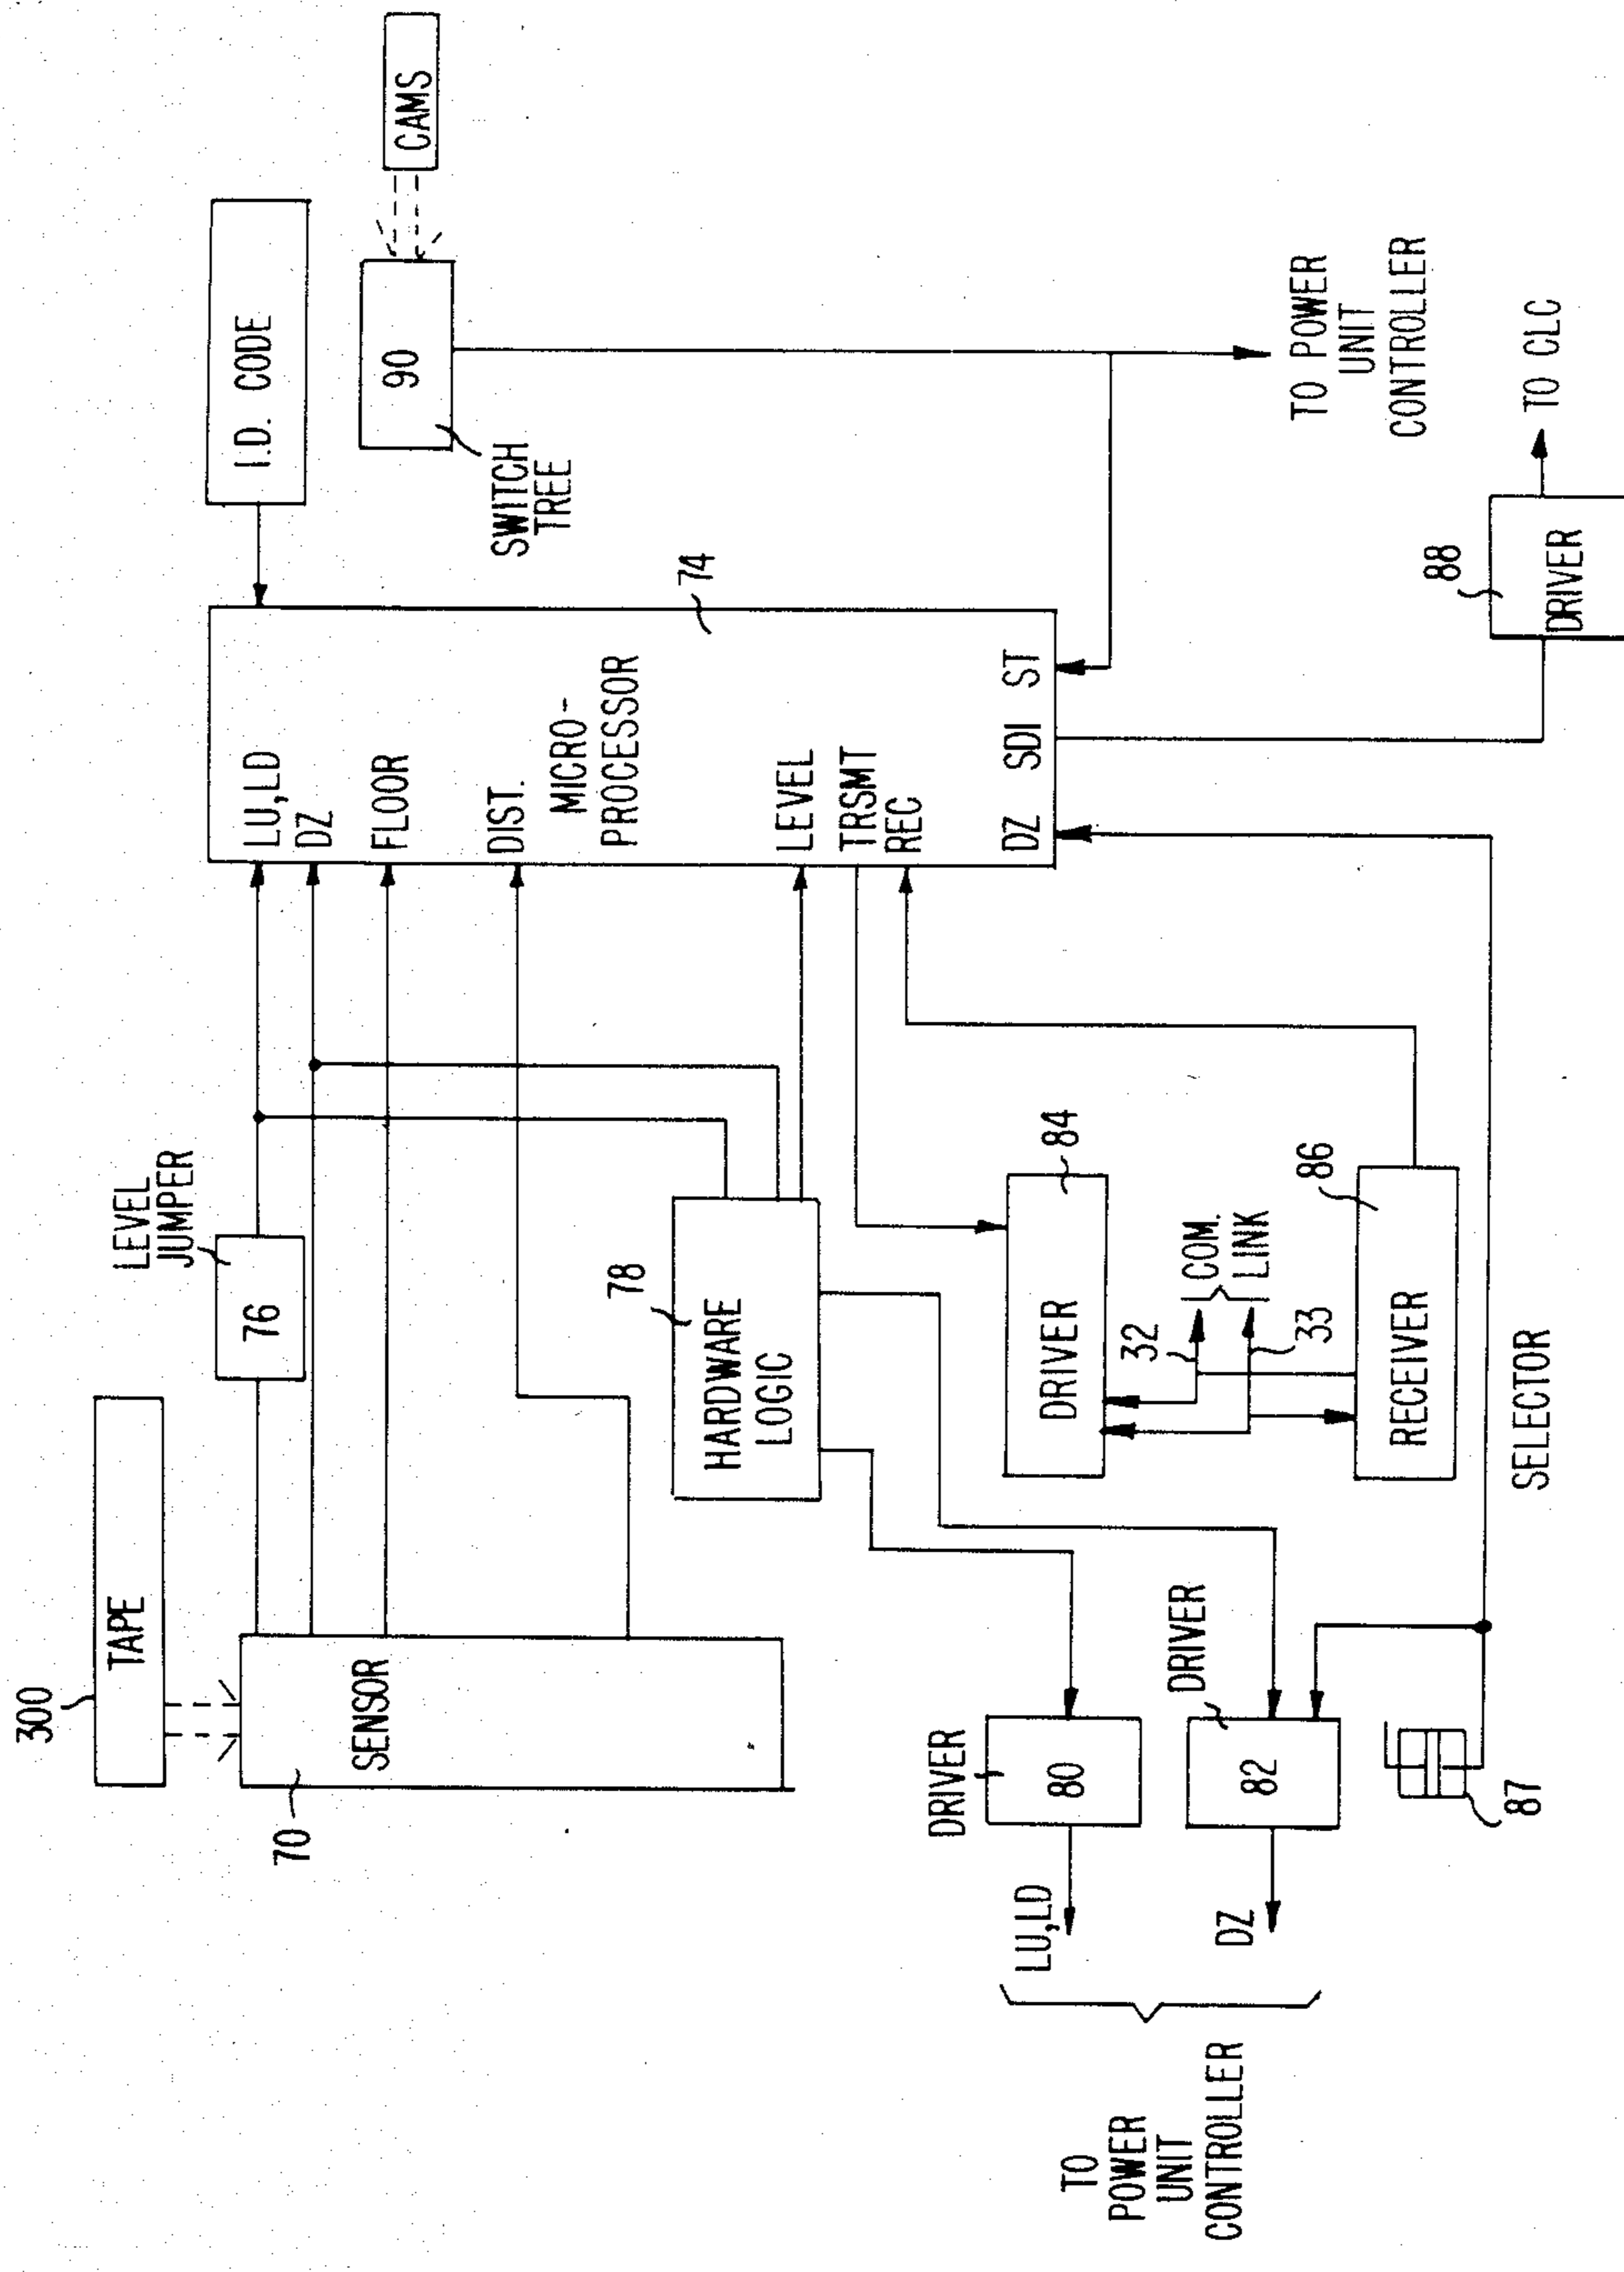 300
TAPE
LEVEL
JUMPER
76
I.D. CODE
CAMS
70
SENSOR
LU,LD
DZ
FLOOR
DIST.
MICRO-
PROCESSOR
74
LEVEL
TRSMT
REC
DZ
SDI
ST
90
SWITCH
TREE
78
HARDWARE
LOGIC
TO POWER
UNIT
CONTROLLER
DRIVER
80
LU,LD
DRIVER
82
DZ
TO
POWER
UNIT
CONTROLLER
84
DRIVER
32
COM.
LINK
33
86
RECEIVER
87
SELECTOR
88
DRIVER
TO CLC